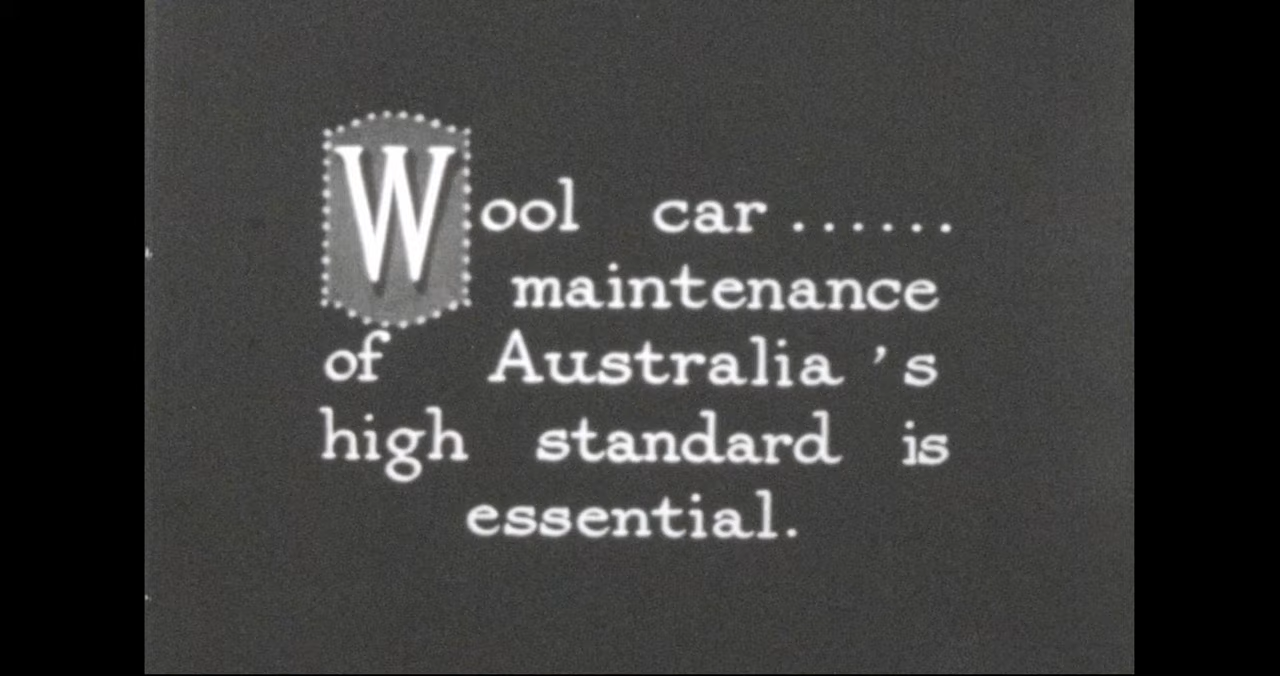 Wool car ......
maintenance
of Australia's
high standard is
essential.